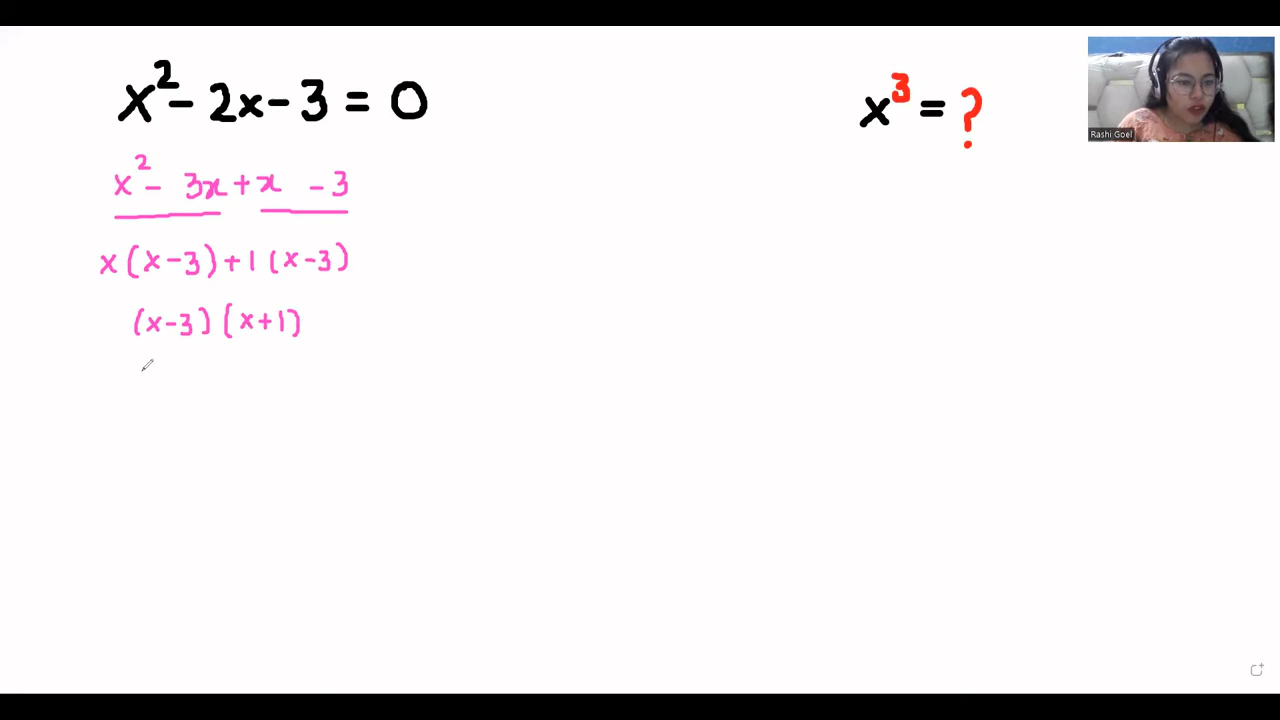 x² - 2x - 3 = 0
x³ = ?
Rashi Goel
x² - 3x + x - 3
x(x-3)+1(x-3)
(x-3)(x+1)